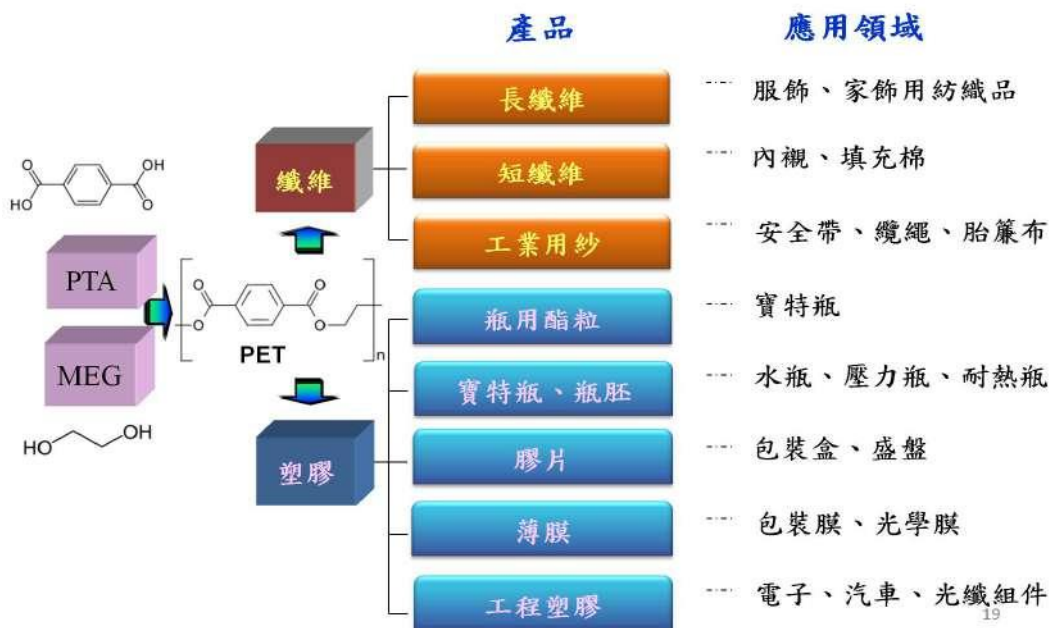 產品
應用領域
長纖維
服飾、家飾用紡織品
短纖維
內襯、填充棉
工業用紗
安全帶、纜繩、胎簾布
纖維
O
OH
HO
O
PTA
MEG
HO
OH
O
O
O
O
n
PET
瓶用酯粒
寶特瓶
寶特瓶、瓶胚
水瓶、壓力瓶、耐熱瓶
塑膠
膠片
包裝盒、盛盤
薄膜
包裝膜、光學膜
工程塑膠
電子、汽車、光纖組件
19